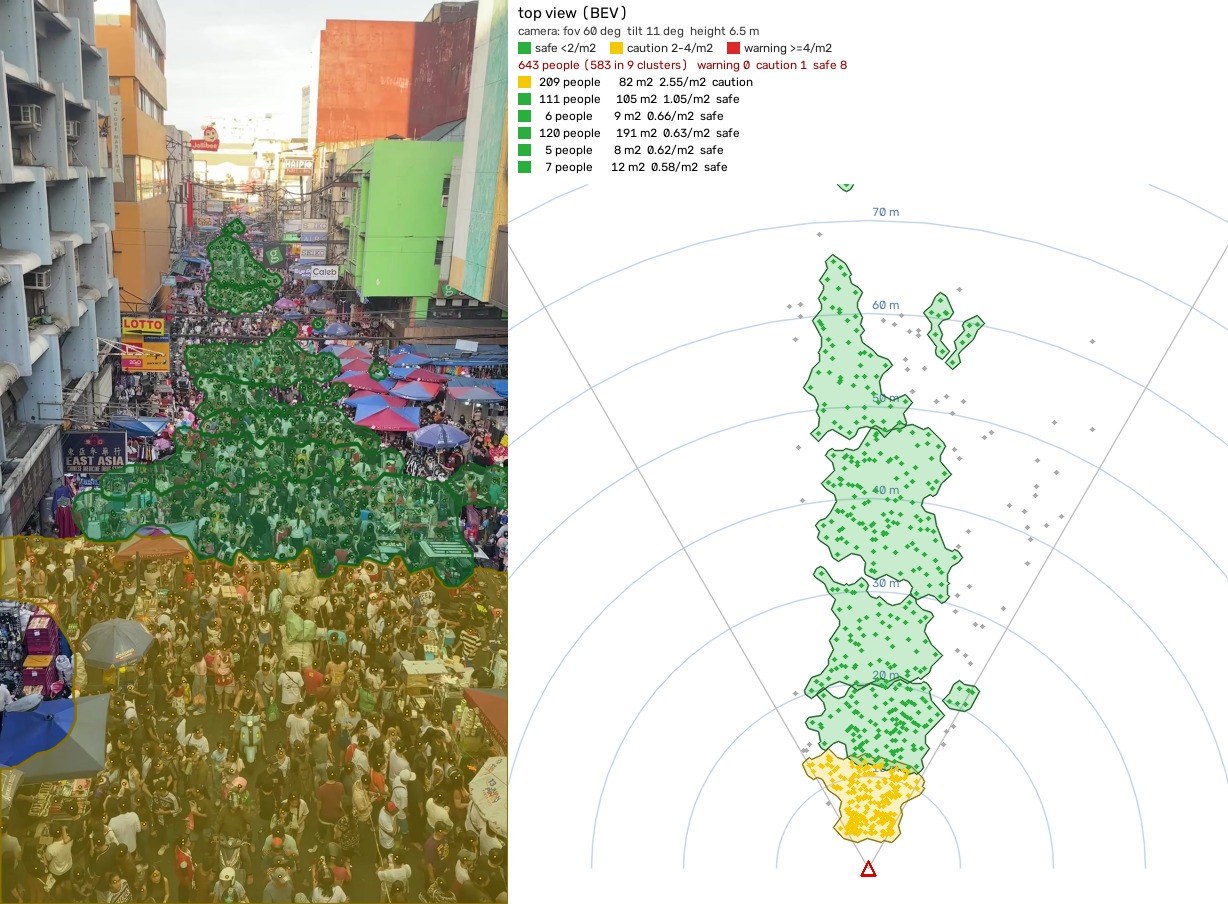 top view (BEV)
camera: fov 60 deg tilt 11 deg height 6.5 m
safe <2/m2 caution 2-4/m2 warning >=4/m2
643 people (583 in 9 clusters) warning 0 caution 1 safe 8
209 people 82 m2 2.55/m2 caution
111 people 105 m2 1.05/m2 safe
6 people 9 m2 0.66/m2 safe
120 people 191 m2 0.63/m2 safe
5 people 8 m2 0.62/m2 safe
7 people 12 m2 0.58/m2 safe
70 m
60 m
50 m
40 m
30 m
20 m
Jollibee
Caleb
LOTTO
EAST ASIA